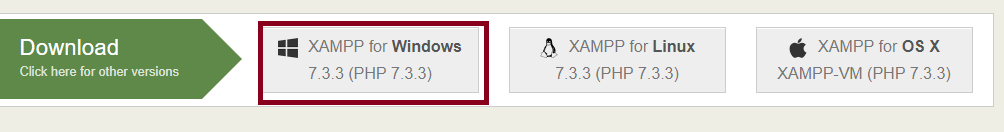 Download
Click here for other versions
XAMPP for Windows
7.3.3 (PHP 7.3.3)
XAMPP for Linux
7.3.3 (PHP 7.3.3)
XAMPP for OS X
XAMPP-VM (PHP 7.3.3)